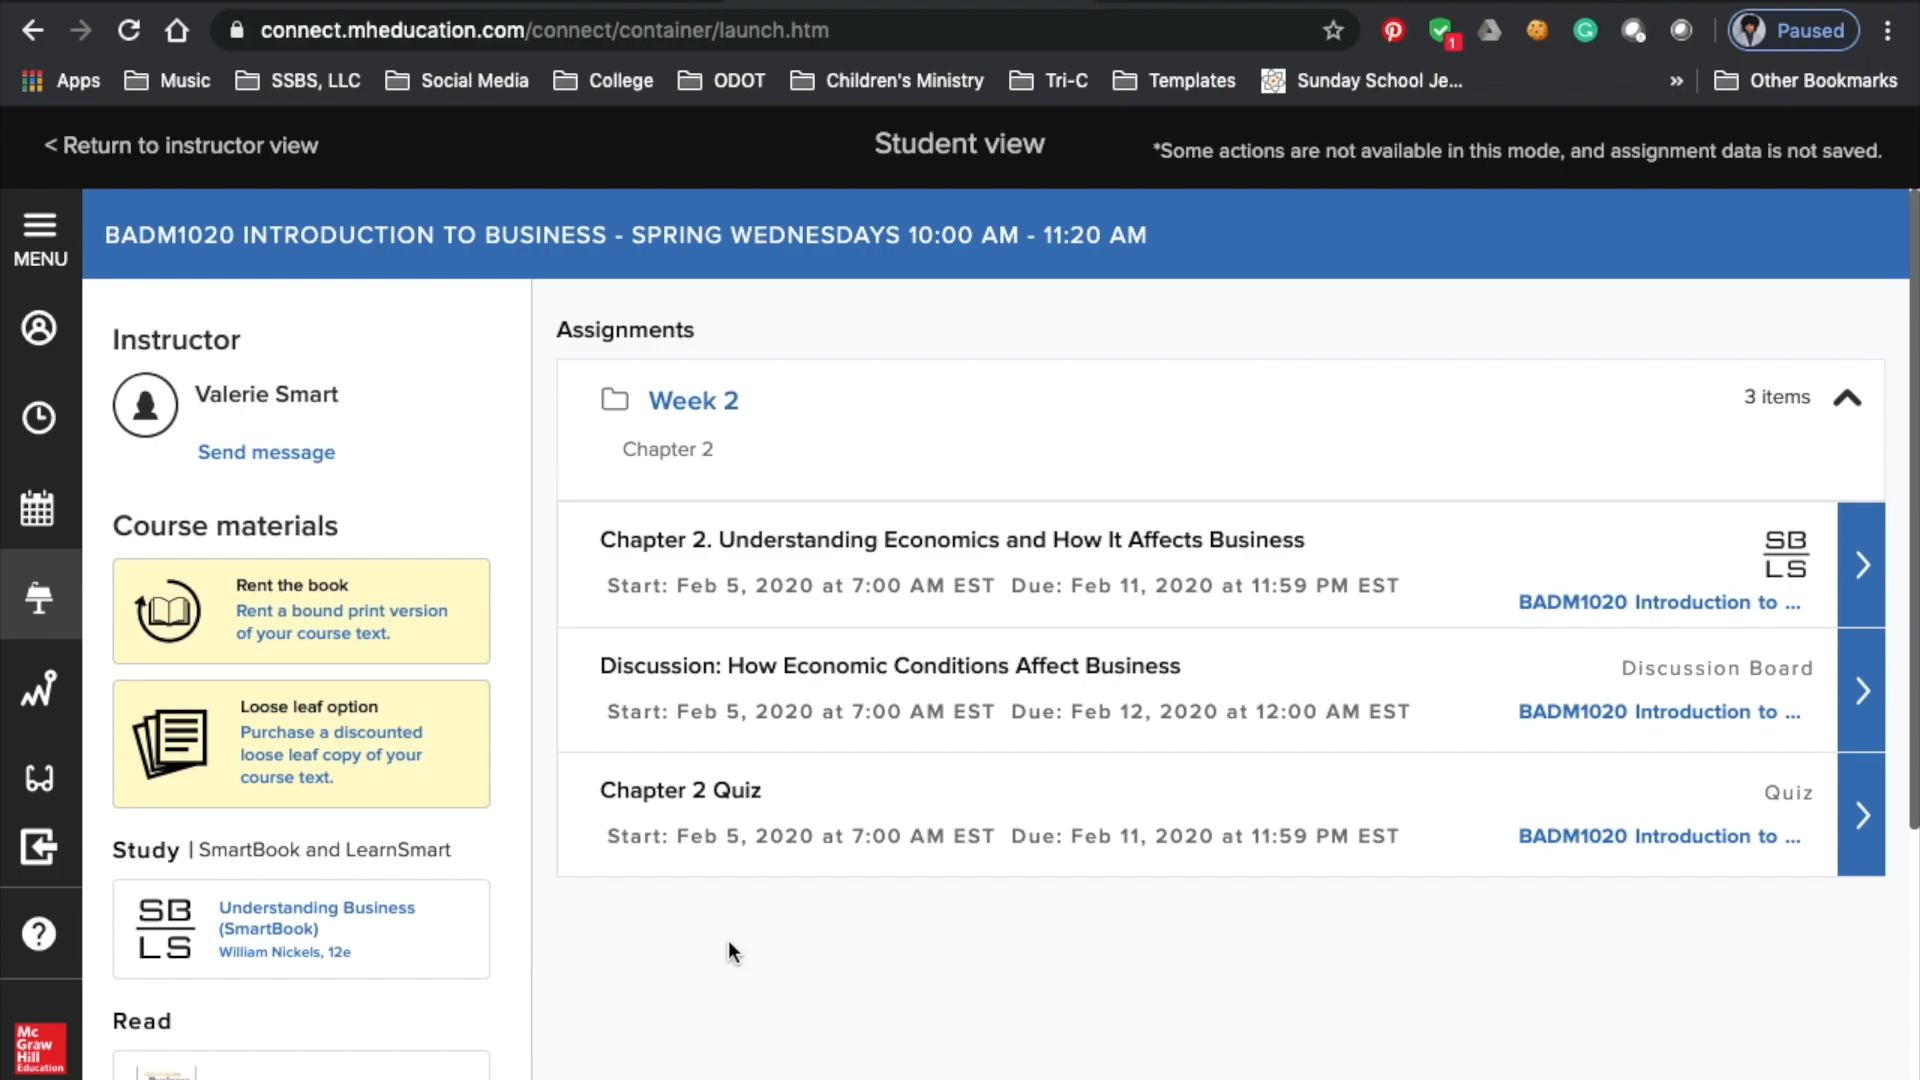 connect.mheducation.com/connect/container/launch.htm
1
Paused
Apps
Music
SSBS, LLC
Social Media
College
ODOT
Children's Ministry
Tri-C
Templates
Sunday School Je...
»
Other Bookmarks
< Return to instructor view
Student view
*Some actions are not available in this mode, and assignment data is not saved.
MENU
BADM1020 INTRODUCTION TO BUSINESS - SPRING WEDNESDAYS 10:00 AM - 11:20 AM
Instructor
Valerie Smart
Send message
Course materials
Rent the book
Rent a bound print version
of your course text.
Loose leaf option
Purchase a discounted
loose leaf copy of your
course text.
Study | SmartBook and LearnSmart
SB
LS
Understanding Business
(SmartBook)
William Nickels, 12e
Read
Mc
Graw
Hill
Education
Assignments
Week 2
3 items
Chapter 2
Chapter 2. Understanding Economics and How It Affects Business
SB
LS
Start: Feb 5, 2020 at 7:00 AM EST Due: Feb 11, 2020 at 11:59 PM EST
BADM1020 Introduction to ...
Discussion: How Economic Conditions Affect Business
Discussion Board
Start: Feb 5, 2020 at 7:00 AM EST Due: Feb 12, 2020 at 12:00 AM EST
BADM1020 Introduction to ...
Chapter 2 Quiz
Quiz
Start: Feb 5, 2020 at 7:00 AM EST Due: Feb 11, 2020 at 11:59 PM EST
BADM1020 Introduction to ...